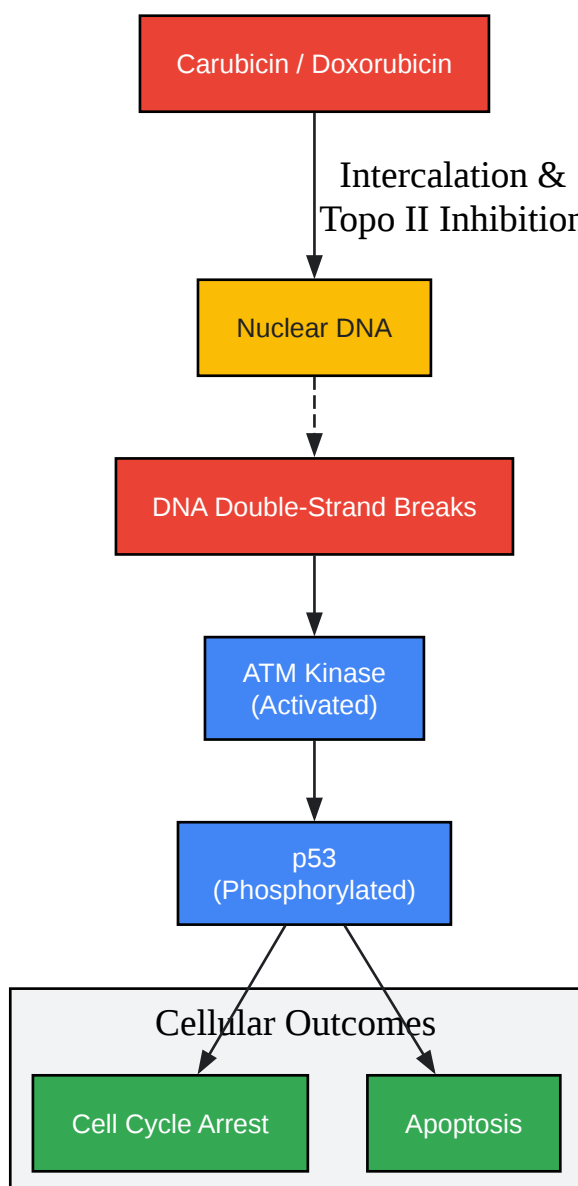 Carubicin / Doxorubicin
Intercalation &
Topo II Inhibition
Nuclear DNA
DNA Double-Strand Breaks
ATM Kinase
(Activated)
p53
(Phosphorylated)
Cellular Outcomes
Cell Cycle Arrest
Apoptosis